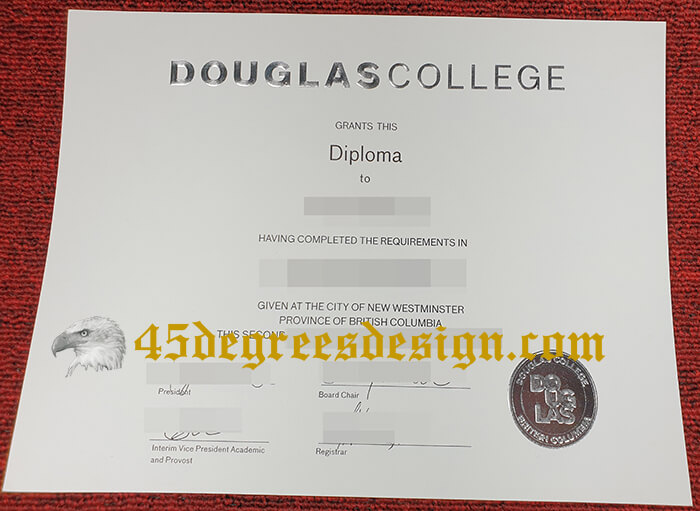 DOUGLASCOLLEGE
GRANTS THIS
Diploma
to
HAVING COMPLETED THE REQUIREMENTS IN
GIVEN AT THE CITY OF NEW WESTMINSTER
PROVINCE OF BRITISH COLUMBIA
THIS SECOND
45degreesdesign.com
President
Board Chair
Interim Vice President Academic
and Provost
Registrar
DOUGLAS COLLEGE
DO
UG
LAS
BRITISH COLUMBIA